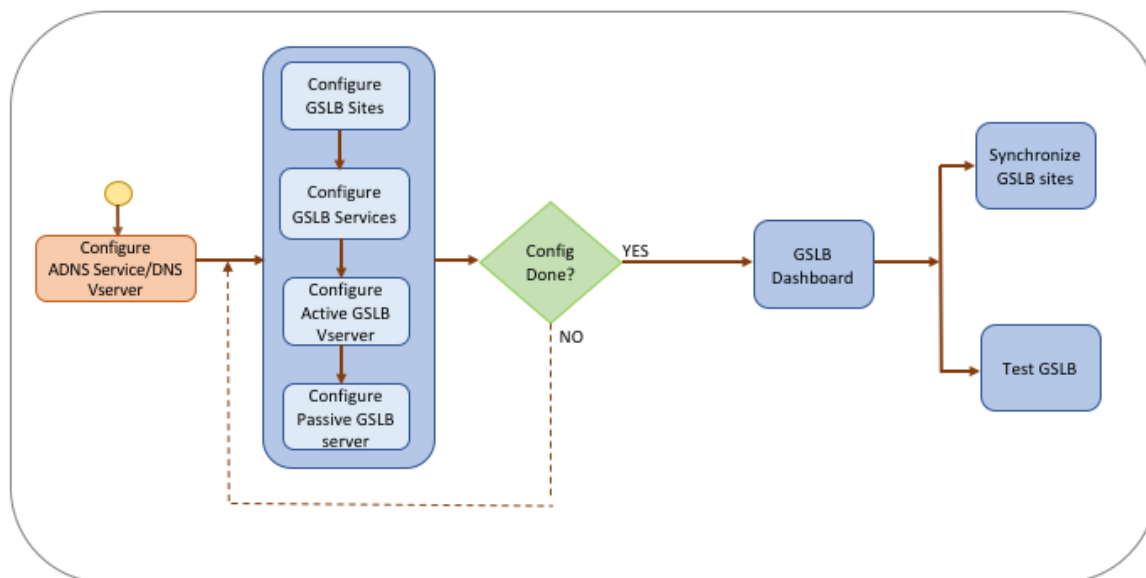 Configure
ADNS Service/DNS
Vserver
Configure
GSLB Sites
Configure
GSLB Services
Configure
Active GSLB
Vserver
Configure
Passive GSLB
server
Config
Done?
YES
NO
GSLB
Dashboard
Synchronize
GSLB sites
Test GSLB